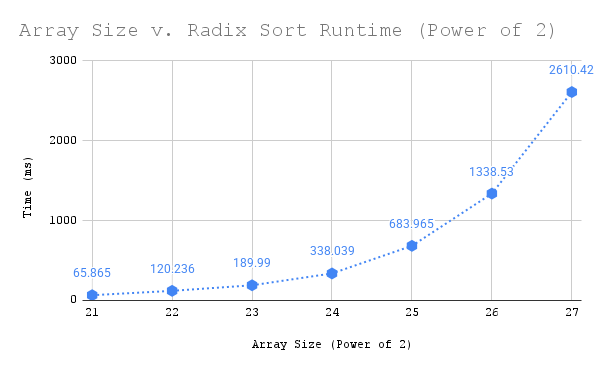 Array Size v. Radix Sort Runtime (Power of 2)
3000
2000
1000
0
Time (ms)
65.865
120.236
189.99
338.039
683.965
1338.53
2610.42
21 22 23 24 25 26 27
Array Size (Power of 2)